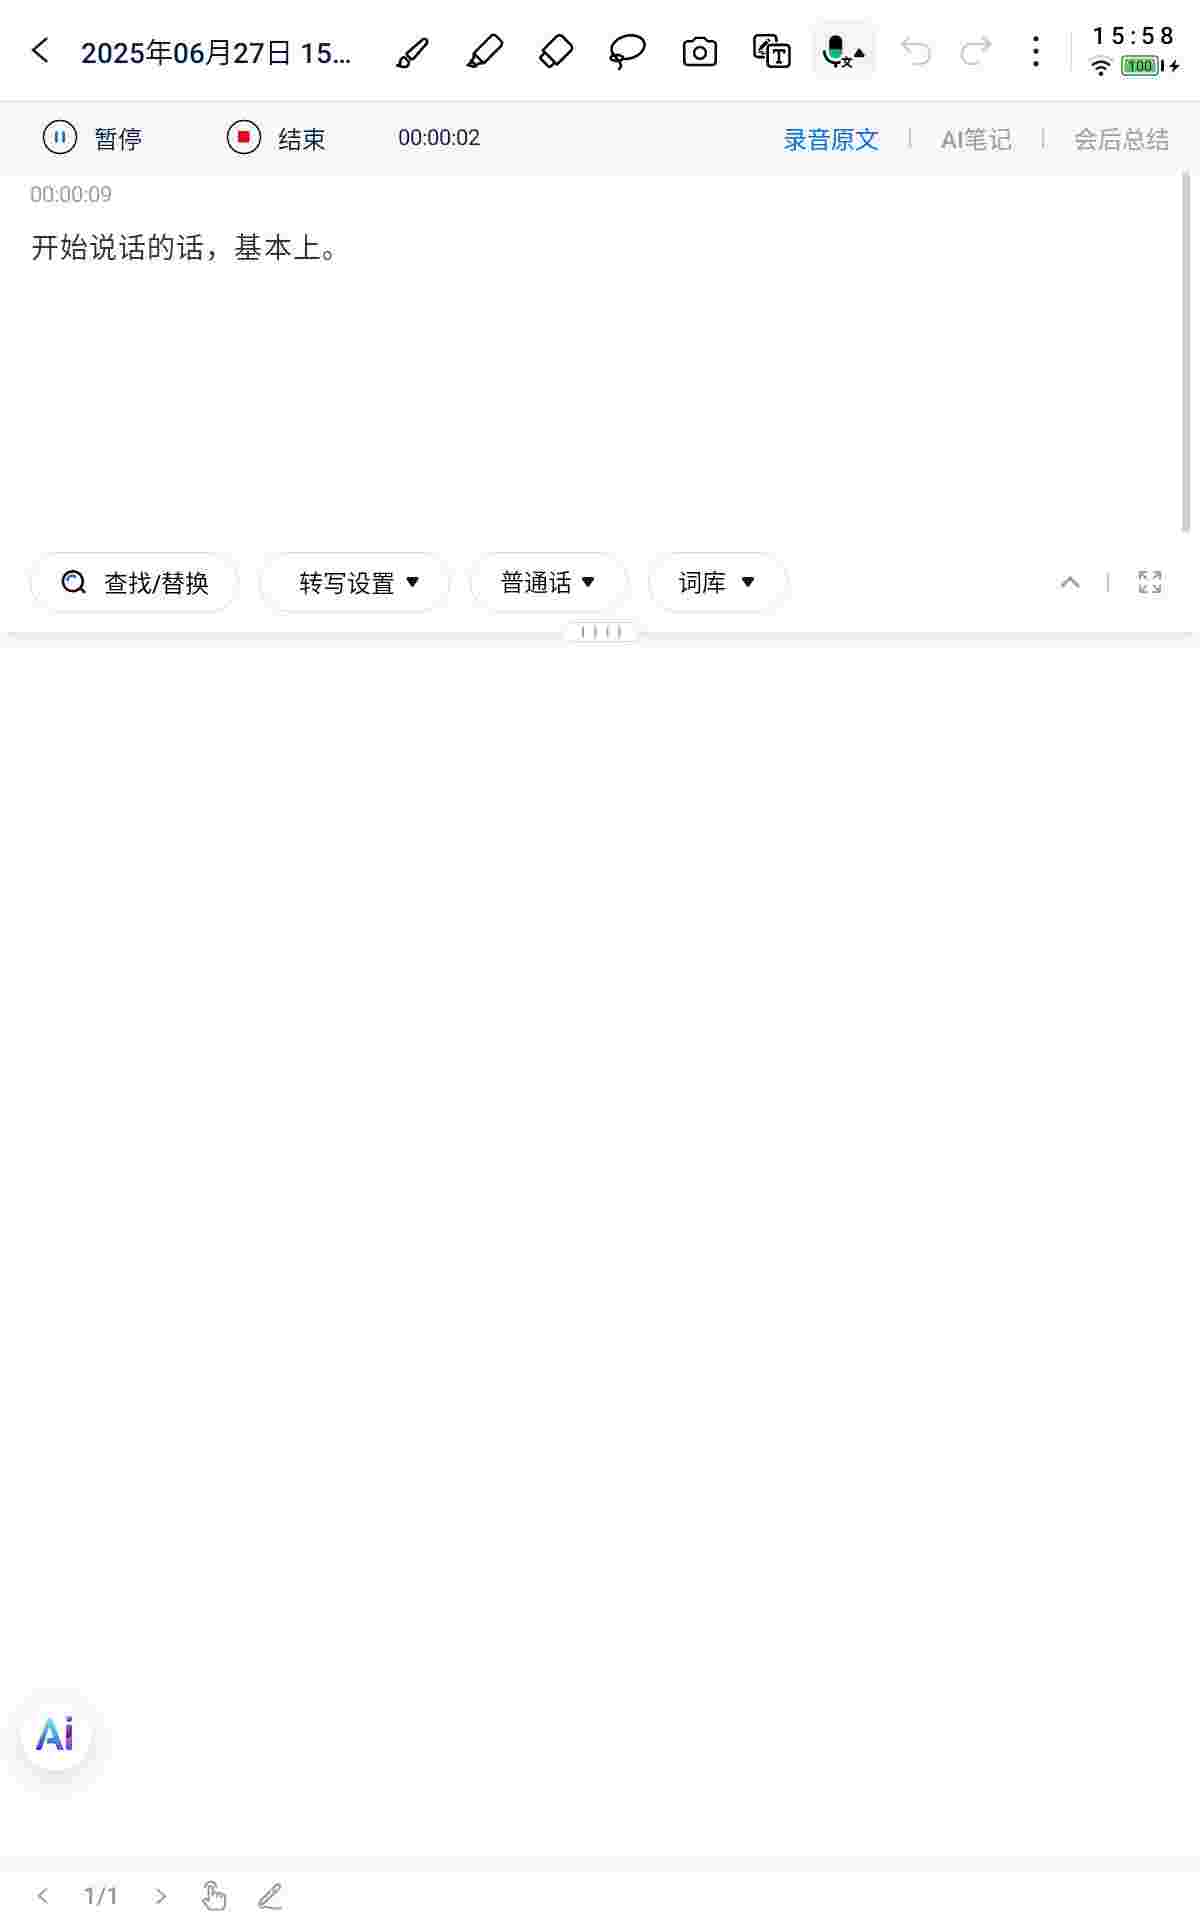 2025年06月27日 15...
15:58
100
暂停
结束
00:00:02
录音原文
AI笔记
会后总结
00:00:09
开始说话的话，基本上。
查找/替换
转写设置
普通话
词库
Ai
1/1